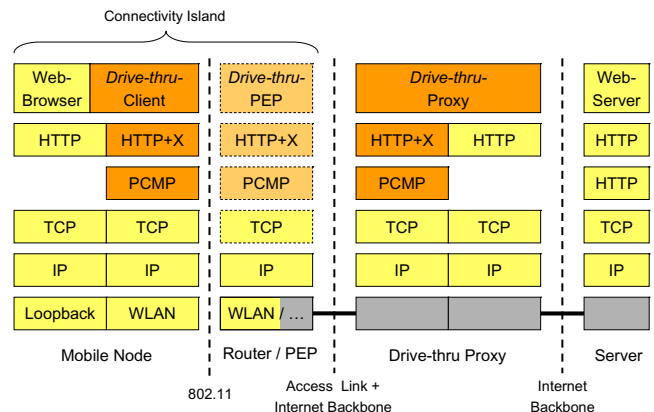 Connectivity Island
Web-
Browser
Drive-thru-
Client
Drive-thru-
PEP
Drive-thru-
Proxy
Web-
Server
HTTP HTTP+X HTTP+X HTTP+X HTTP HTTP
PCMP PCMP PCMP HTTP
TCP TCP TCP TCP TCP TCP
IP IP IP IP IP IP
Loopback WLAN WLAN / …
Mobile Node Router / PEP Drive-thru Proxy Server
802.11
Access Link +
Internet Backbone
Internet
Backbone